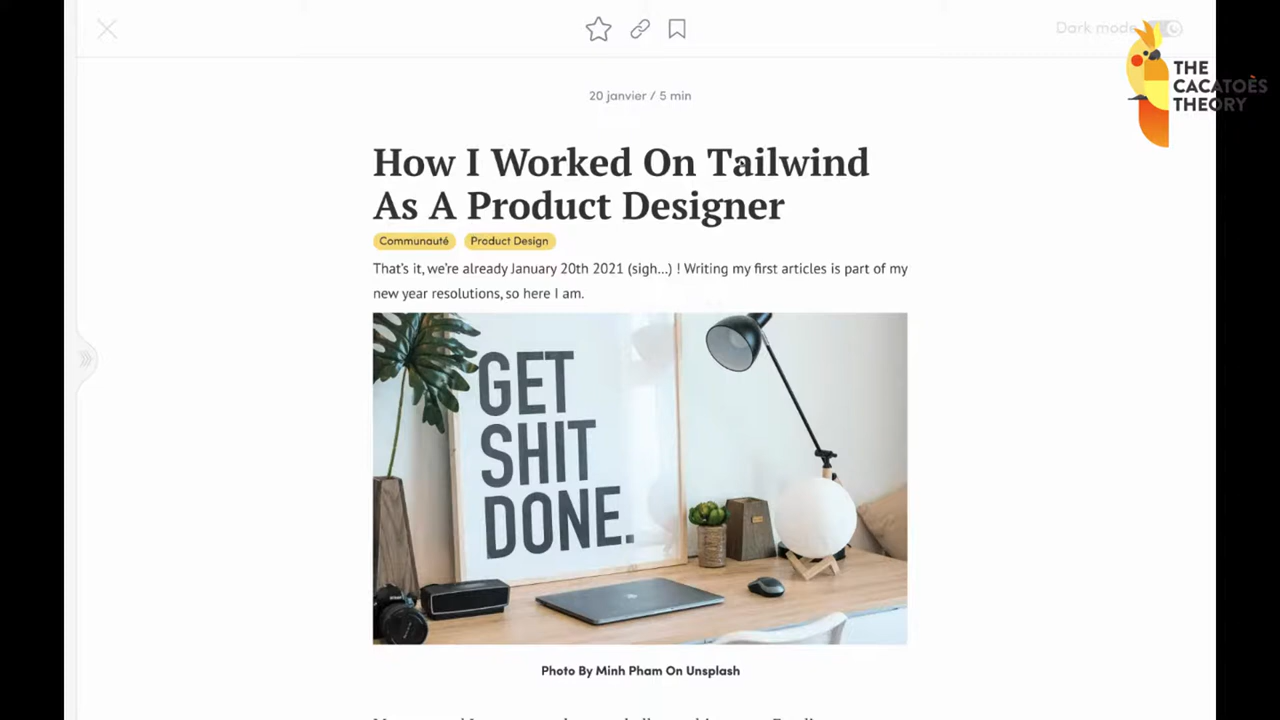 Dark mode
THE
CACATOÈS
THEORY
20 janvier / 5 min
How I Worked On Tailwind
As A Product Designer
Communauté Product Design
That's it, we're already January 20th 2021 (sigh...) ! Writing my first articles is part of my
new year resolutions, so here I am.
GET
SHIT
DONE.
Photo By Minh Pham On Unsplash